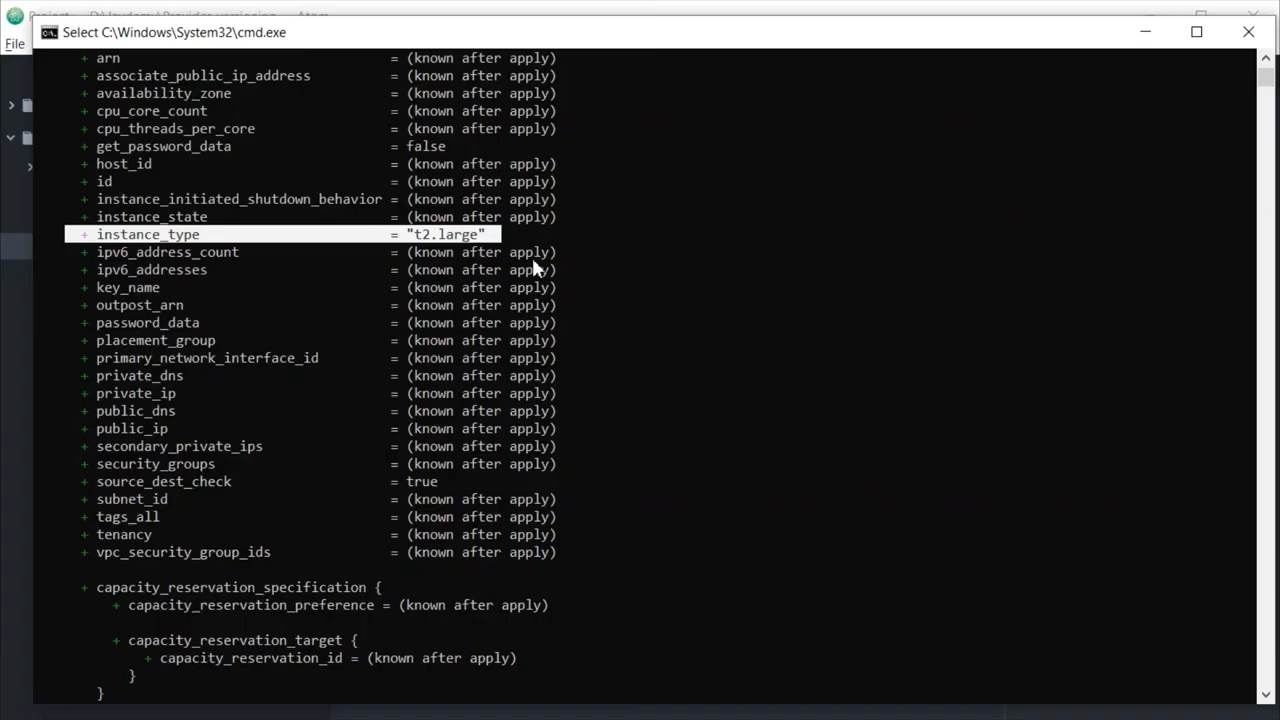 Select C:\Windows\System32\cmd.exe
File
+ arn = (known after apply)
+ associate_public_ip_address = (known after apply)
+ availability_zone = (known after apply)
+ cpu_core_count = (known after apply)
+ cpu_threads_per_core = (known after apply)
+ get_password_data = false
+ host_id = (known after apply)
+ id = (known after apply)
+ instance_initiated_shutdown_behavior = (known after apply)
+ instance_state = (known after apply)
+ instance_type = "t2.large"
+ ipv6_address_count = (known after apply)
+ ipv6_addresses = (known after apply)
+ key_name = (known after apply)
+ outpost_arn = (known after apply)
+ password_data = (known after apply)
+ placement_group = (known after apply)
+ primary_network_interface_id = (known after apply)
+ private_dns = (known after apply)
+ private_ip = (known after apply)
+ public_dns = (known after apply)
+ public_ip = (known after apply)
+ secondary_private_ips = (known after apply)
+ security_groups = (known after apply)
+ source_dest_check = true
+ subnet_id = (known after apply)
+ tags_all = (known after apply)
+ tenancy = (known after apply)
+ vpc_security_group_ids = (known after apply)
+ capacity_reservation_specification {
+ capacity_reservation_preference = (known after apply)
+ capacity_reservation_target {
+ capacity_reservation_id = (known after apply)
}
}